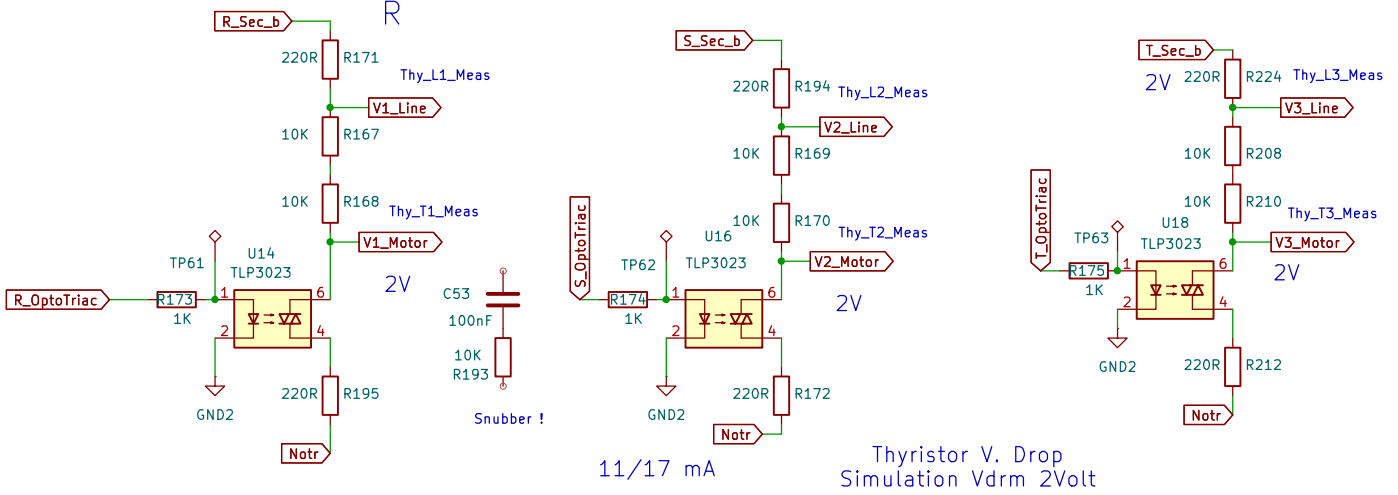 R
R_Sec_b
220R R171
Thy_L1_Meas
V1_Line
10K R167
10K R168
Thy_T1_Meas
V1_Motor
U14
TLP3023
TP61
2V
R_OptoTriac
R173
1K
1
6
2
4
GND2
220R R195
Notr
C53
100nF
10K
R193
Snubber !
S_Sec_b
220R R194
Thy_L2_Meas
V2_Line
10K R169
10K R170
Thy_T2_Meas
V2_Motor
U16
TLP3023
TP62
2V
S_OptoTriac
R174
1K
1
6
2
4
GND2
220R R172
Notr
11/17 mA
T_Sec_b
2V
220R R224
Thy_L3_Meas
V3_Line
10K R208
10K R210
Thy_T3_Meas
V3_Motor
U18
TLP3023
TP63
2V
T_OptoTriac
R175
1K
1
6
2
4
GND2
220R R212
Notr
Thyristor V. Drop
Simulation Vdrm 2Volt